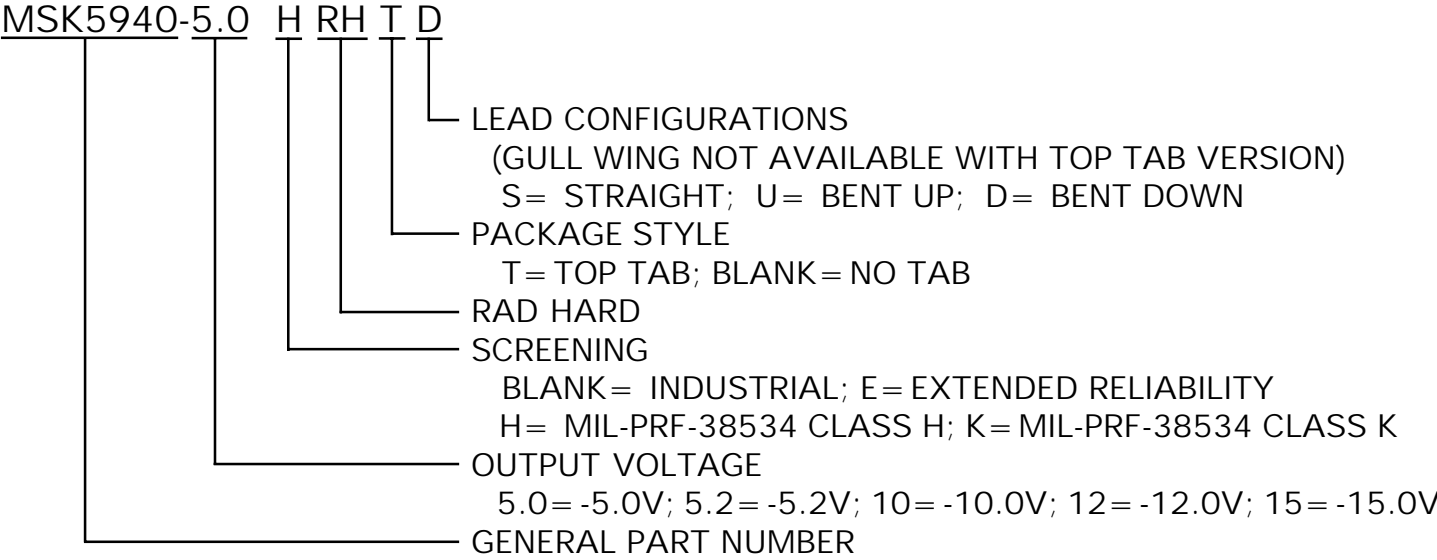 MSK5940-5.0 H RH T D
LEAD CONFIGURATIONS
(GULL WING NOT AVAILABLE WITH TOP TAB VERSION)
S= STRAIGHT; U= BENT UP; D= BENT DOWN
PACKAGE STYLE
T=TOP TAB; BLANK=NO TAB
RAD HARD
SCREENING
BLANK= INDUSTRIAL; E=EXTENDED RELIABILITY
H= MIL-PRF-38534 CLASS H; K=MIL-PRF-38534 CLASS K
OUTPUT VOLTAGE
5.0=-5.0V; 5.2=-5.2V; 10=-10.0V; 12=-12.0V; 15=-15.0V
GENERAL PART NUMBER